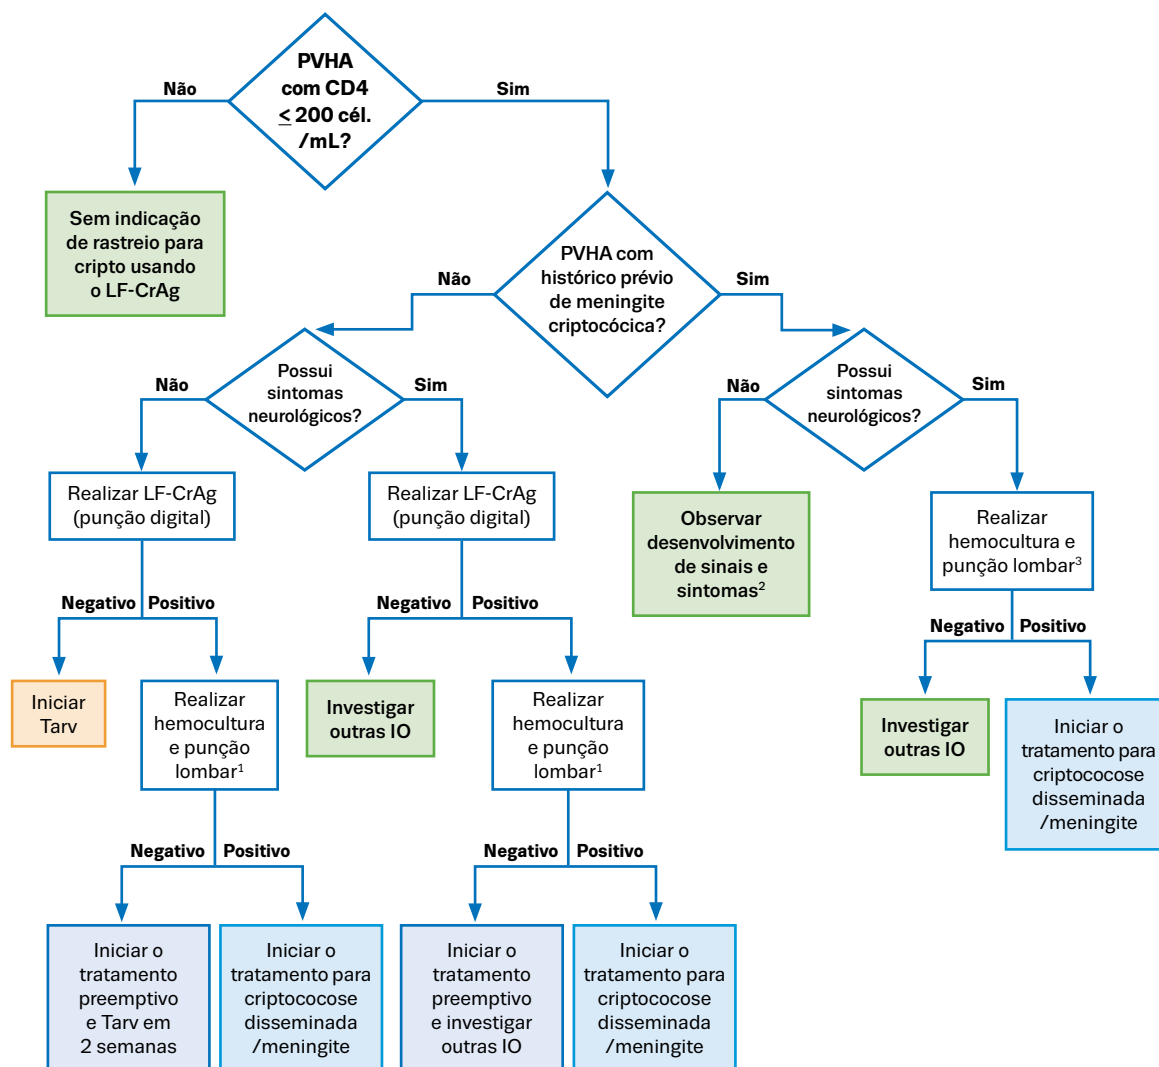 PVHA
com CD4
≤ 200 cél.
/mL?
Não
Sim
Sem indicação
de rastreio para
cripto usando
o LF-CrAg
PVHA com
histórico prévio
de meningite
criptocócica?
Não
Sim
Possui
sintomas
neurológicos?
Não
Sim
Possui
sintomas
neurológicos?
Não
Sim
Realizar LF-CrAg
(punção digital)
Realizar LF-CrAg
(punção digital)
Observar
desenvolvimento
de sinais e
sintomas²
Realizar
hemocultura e
punção lombar³
Negativo Positivo
Negativo Positivo
Negativo Positivo
Iniciar
Tarv
Realizar
hemocultura
e punção
lombar¹
Investigar
outras IO
Realizar
hemocultura
e punção
lombar¹
Investigar
outras IO
Iniciar o
tratamento para
criptococose
disseminada
/meningite
Negativo Positivo
Negativo Positivo
Iniciar o
tratamento
preemptivo
e Tarv em
2 semanas
Iniciar o
tratamento para
criptococose
disseminada
/meningite
Iniciar o
tratamento
preemptivo
e investigar
outras IO
Iniciar o
tratamento para
criptococose
disseminada
/meningite